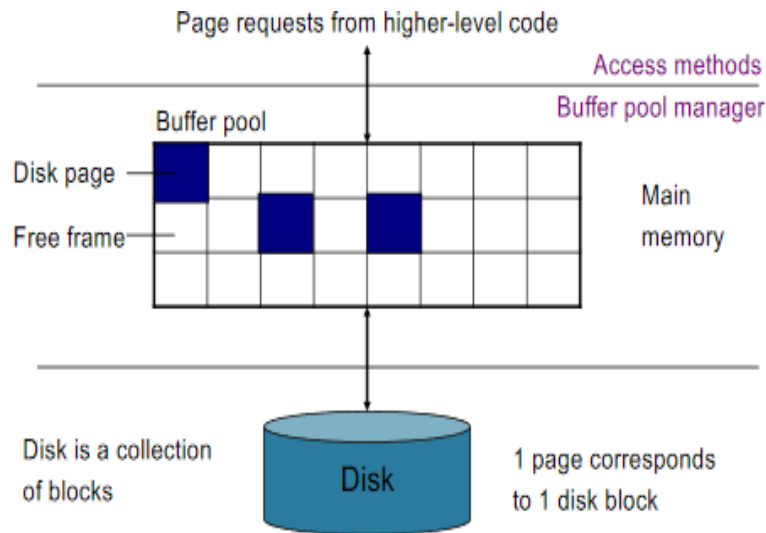 Page requests from higher-level code
Access methods
Buffer pool manager
Buffer pool
Disk page
Free frame
Main
memory
Disk is a collection
of blocks
Disk
1 page corresponds
to 1 disk block